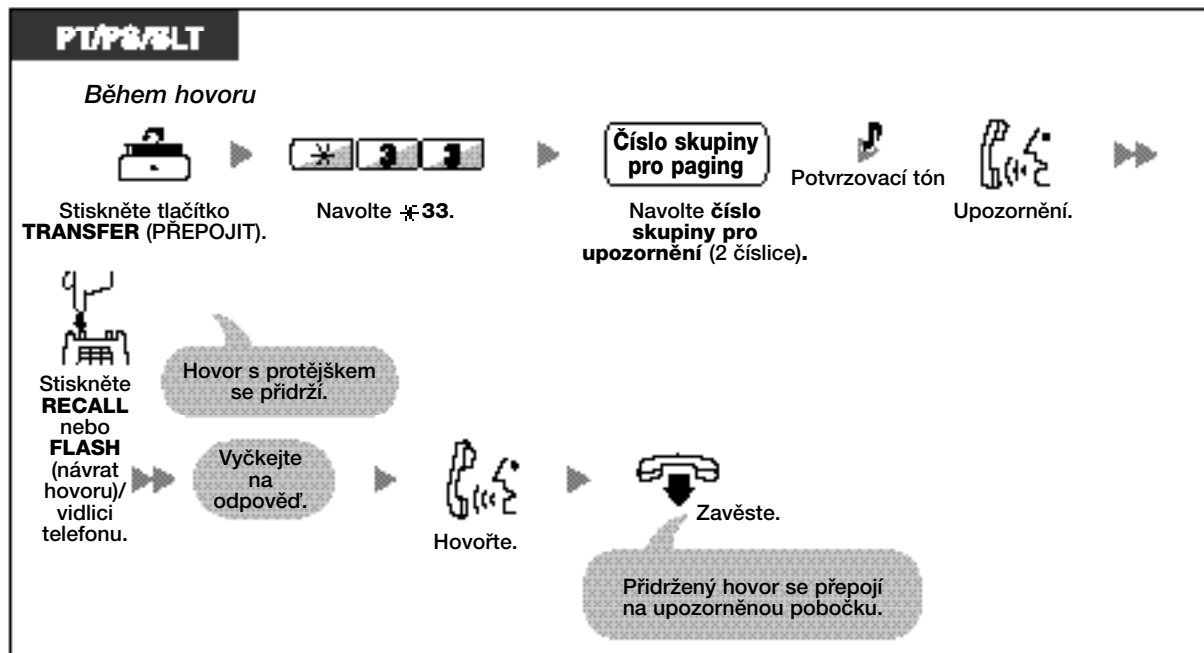 PT/PS/SLT
Během hovoru
Stiskněte tlačítko
TRANSFER (PŘEPOJIT).
* 3 3
Navolte *33.
Číslo skupiny
pro paging
Navolte číslo
skupiny pro
upozornění (2 číslice).
Potvrzovací tón
Upozornění.
Stiskněte
RECALL
nebo
FLASH
(návrat
hovoru)/
vidlici
telefonu.
Hovor s protějškem
se přidrží.
Vyčkejte
na
odpověď.
Hovořte.
Zavěste.
Přidržený hovor se přepojí
na upozorněnou pobočku.